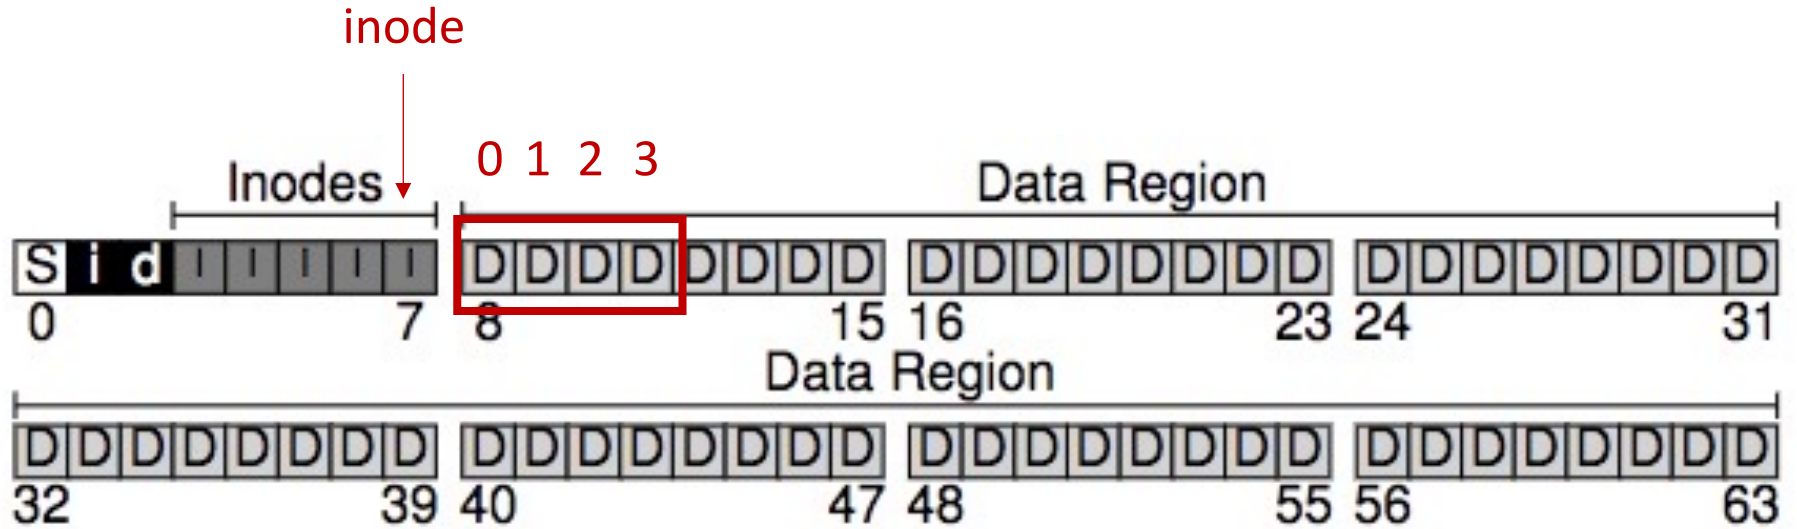 inode
0 1 2 3
Inodes Data Region
S i d I I I I I D D D D D D D D D D D D D D D D D D D D D D D D
0 7 8 15 16 23 24 31
Data Region
D D D D D D D D D D D D D D D D D D D D D D D D D D D D D D D D
32 39 40 47 48 55 56 63